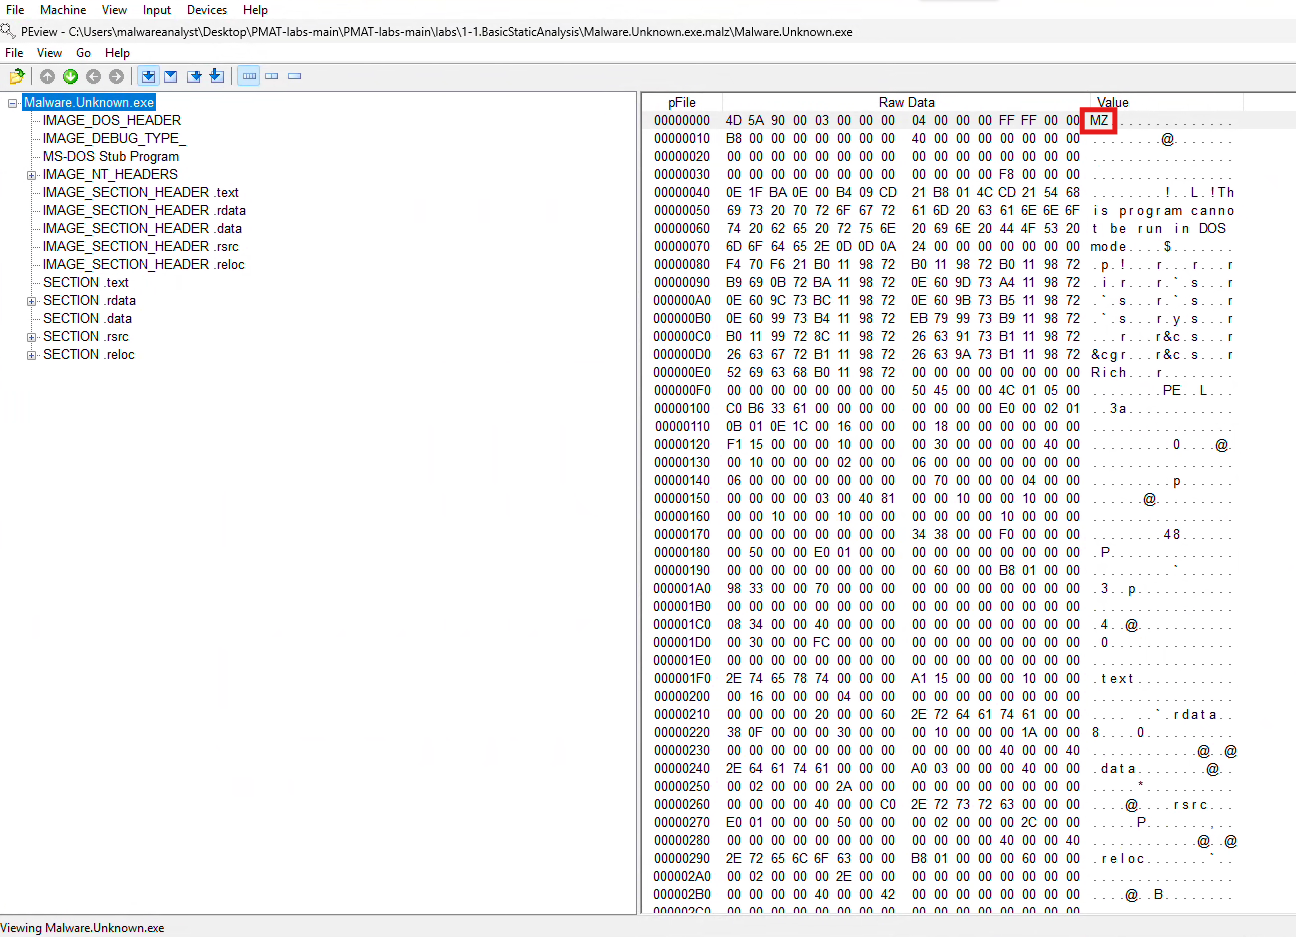 File Machine View Input Devices Help
PEview - C:\Users\malwareanalyst\Desktop\PMAT-labs-main\PMAT-labs-main\labs\1-1.BasicStaticAnalysis\Malware.Unknown.exe.malz\Malware.Unknown.exe
File View Go Help
Malware.Unknown.exe
IMAGE_DOS_HEADER
IMAGE_DEBUG_TYPE_
MS-DOS Stub Program
IMAGE_NT_HEADERS
IMAGE_SECTION_HEADER .text
IMAGE_SECTION_HEADER .rdata
IMAGE_SECTION_HEADER .data
IMAGE_SECTION_HEADER .rsrc
IMAGE_SECTION_HEADER .reloc
SECTION .text
SECTION .rdata
SECTION .data
SECTION .rsrc
SECTION .reloc
pFile Raw Data Value
00000000 4D 5A 90 00 03 00 00 00 04 00 00 00 FF FF 00 00 MZ..............
00000010 B8 00 00 00 00 00 00 00 40 00 00 00 00 00 00 00 ........@.......
00000020 00 00 00 00 00 00 00 00 00 00 00 00 00 00 00 00 ................
00000030 00 00 00 00 00 00 00 00 00 00 00 00 F8 00 00 00 ................
00000040 0E 1F BA 0E 00 B4 09 CD 21 B8 01 4C CD 21 54 68 ........!..L.!Th
00000050 69 73 20 70 72 6F 67 72 61 6D 20 63 61 6E 6E 6F is program canno
00000060 74 20 62 65 20 72 75 6E 20 69 6E 20 44 4F 53 20 t be run in DOS
00000070 6D 6F 64 65 2E 0D 0D 0A 24 00 00 00 00 00 00 00 mode....$.......
00000080 F4 70 F6 21 B0 11 98 72 B0 11 98 72 B0 11 98 72 .p.!...r...r...r
00000090 B9 69 0B 72 BA 11 98 72 0E 60 9D 73 A4 11 98 72 .i.r...r.`.s...r
000000A0 0E 60 9C 73 BC 11 98 72 0E 60 9B 73 B5 11 98 72 .`.s...r.`.s...r
000000B0 0E 60 99 73 B4 11 98 72 EB 79 99 73 B9 11 98 72 .`.s...r.y.s...r
000000C0 B0 11 99 72 8C 11 98 72 26 63 91 73 B1 11 98 72 ...r...r&c.s...r
000000D0 26 63 67 72 B1 11 98 72 26 63 9A 73 B1 11 98 72 &cgr...r&c.s...r
000000E0 52 69 63 68 B0 11 98 72 00 00 00 00 00 00 00 00 Rich...r........
000000F0 00 00 00 00 00 00 00 00 50 45 00 00 4C 01 05 00 ........PE..L...
00000100 C0 B6 33 61 00 00 00 00 00 00 00 00 E0 00 02 01 ..3a............
00000110 0B 01 0E 1C 00 16 00 00 00 18 00 00 00 00 00 00 ................
00000120 F1 15 00 00 00 10 00 00 00 30 00 00 00 00 40 00 .........0....@.
00000130 00 10 00 00 00 02 00 00 06 00 00 00 00 00 00 00 ................
00000140 06 00 00 00 00 00 00 00 00 70 00 00 00 04 00 00 .........p......
00000150 00 00 00 00 03 00 40 81 00 00 10 00 00 10 00 00 ......@.........
00000160 00 00 10 00 00 10 00 00 00 00 00 00 10 00 00 00 ................
00000170 00 00 00 00 00 00 00 00 34 38 00 00 F0 00 00 00 ........48......
00000180 00 50 00 00 E0 01 00 00 00 00 00 00 00 00 00 00 .P..............
00000190 00 00 00 00 00 00 00 00 00 60 00 00 B8 01 00 00 .........`......
000001A0 98 33 00 00 70 00 00 00 00 00 00 00 00 00 00 00 .3..p...........
000001B0 00 00 00 00 00 00 00 00 00 00 00 00 00 00 00 00 ................
000001C0 08 34 00 00 40 00 00 00 00 00 00 00 00 00 00 00 .4..@...........
000001D0 00 30 00 00 FC 00 00 00 00 00 00 00 00 00 00 00 .0..............
000001E0 00 00 00 00 00 00 00 00 00 00 00 00 00 00 00 00 ................
000001F0 2E 74 65 78 74 00 00 00 A1 15 00 00 00 10 00 00 .text...........
00000200 00 16 00 00 00 04 00 00 00 00 00 00 00 00 00 00 ................
00000210 00 00 00 00 20 00 00 60 2E 72 64 61 74 61 00 00 .... ..`.rdata..
00000220 38 0F 00 00 00 30 00 00 00 10 00 00 00 1A 00 00 8....0..........
00000230 00 00 00 00 00 00 00 00 00 00 00 00 40 00 00 40 ............@..@
00000240 2E 64 61 74 61 00 00 00 A0 03 00 00 00 40 00 00 .data........@..
00000250 00 02 00 00 00 2A 00 00 00 00 00 00 00 00 00 00 .....*..........
00000260 00 00 00 00 40 00 00 C0 2E 72 73 72 63 00 00 00 ....@....rsrc...
00000270 E0 01 00 00 00 50 00 00 00 02 00 00 00 2C 00 00 .....P.......,..
00000280 00 00 00 00 00 00 00 00 00 00 00 00 40 00 00 40 ............@..@
00000290 2E 72 65 6C 6F 63 00 00 B8 01 00 00 00 60 00 00 .reloc.......`..
000002A0 00 02 00 00 00 2E 00 00 00 00 00 00 00 00 00 00 ................
000002B0 00 00 00 00 40 00 00 42 00 00 00 00 00 00 00 00 ....@..B........
000002C0 00 00 00 00 00 00 00 00 00 00 00 00 00 00 00 00
Viewing Malware.Unknown.exe